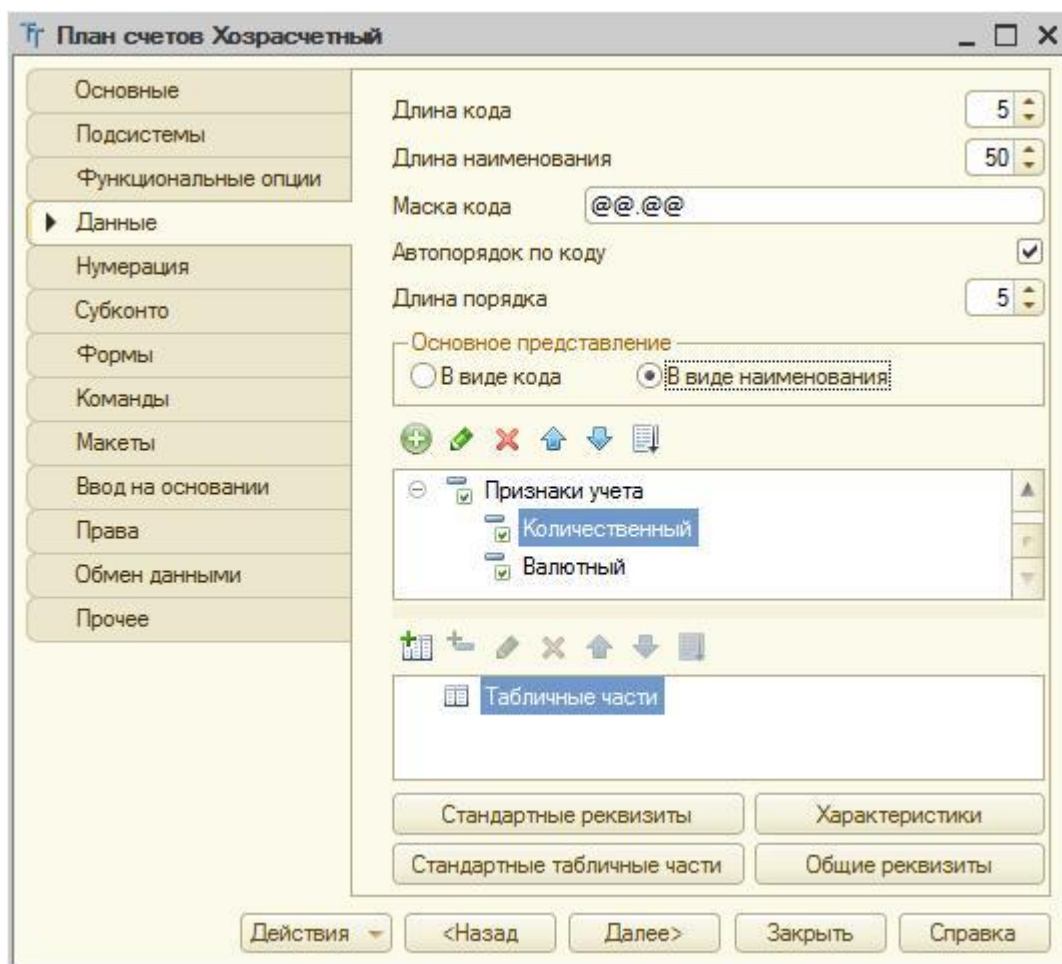 План счетов Хозрасчетный
Основные
Подсистемы
Функциональные опции
Данные
Нумерация
Субконто
Формы
Команды
Макеты
Ввод на основании
Права
Обмен данными
Прочее
Длина кода 5
Длина наименования 50
Маска кода @@.@@
Автопорядок по коду
Длина порядка 5
Основное представление
В виде кода В виде наименования
Признаки учета
Количественный
Валютный
Табличные части
Стандартные реквизиты Характеристики
Стандартные табличные части Общие реквизиты
Действия <Назад Далее> Закрыть Справка